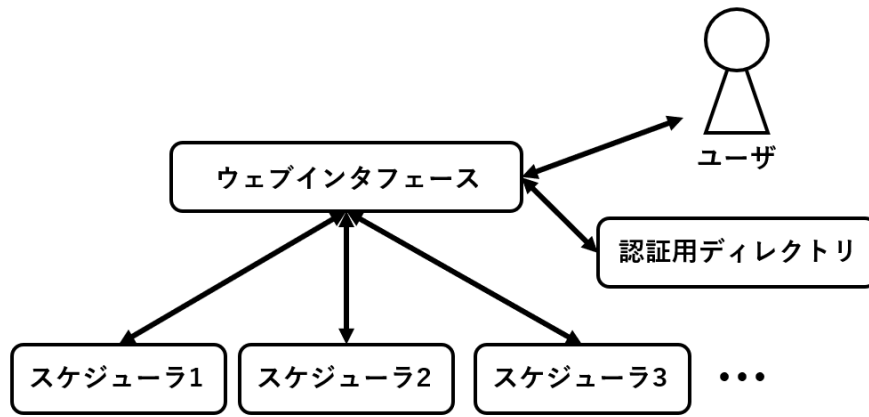 ユーザ
ウェブインタフェース
認証用ディレクトリ
スケジューラ1
スケジューラ2
スケジューラ3
•••